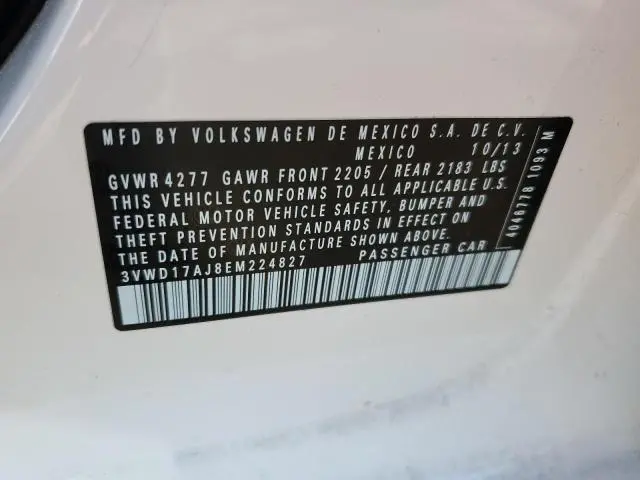 MFD BY VOLKSWAGEN DE MEXICO S.A. DE C.V.
MEXICO 10/13
GVWR 4277 GAWR FRONT 2205 / REAR 2183 LBS
THIS VEHICLE CONFORMS TO ALL APPLICABLE U.S.
FEDERAL MOTOR VEHICLE SAFETY, BUMPER AND
THEFT PREVENTION STANDARDS IN EFFECT ON
THE DATE OF MANUFACTURE SHOWN ABOVE.
3VWD17AJ8EM224827 PASSENGER CAR
4046778 1093 M